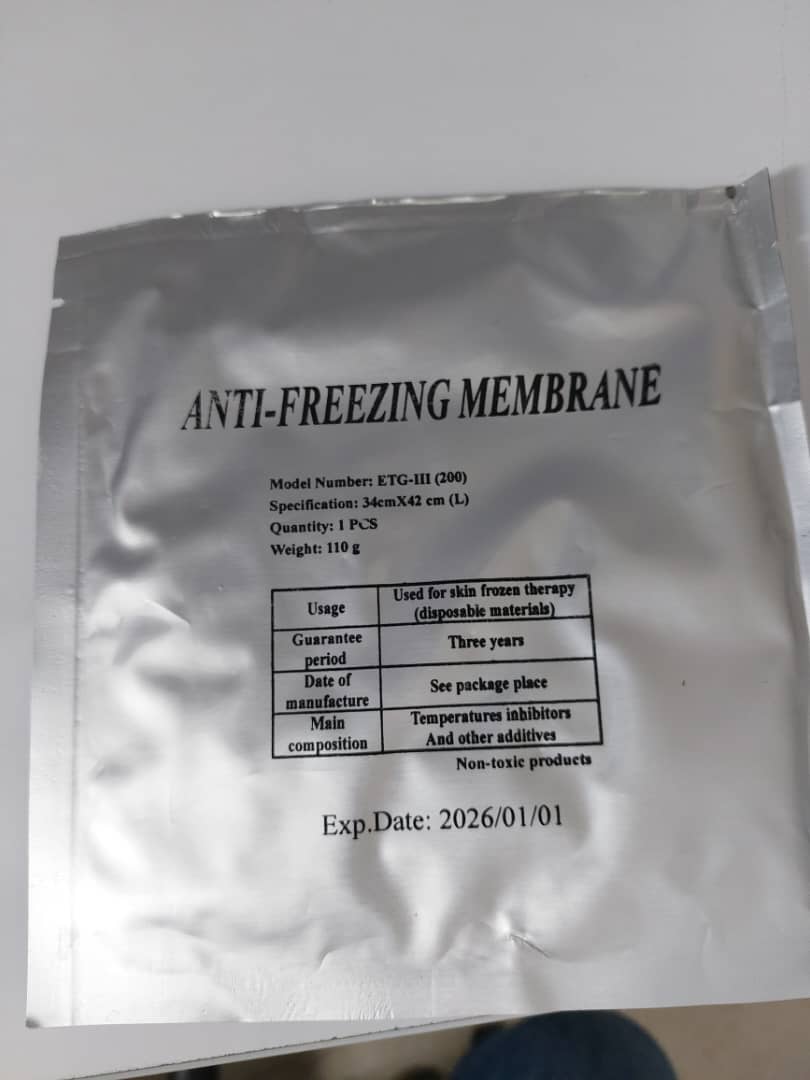 ANTI-FREEZING MEMBRANE
Model Number: ETG-III (200)
Specification: 34cmX42 cm (L)
Quantity: 1 PCS
Weight: 110 g
Usage
Used for skin frozen therapy
(disposable materials)
Guarantee
period
Three years
Date of
manufacture
See package place
Main
composition
Temperatures inhibitors
And other additives
Non-toxic products
Exp.Date: 2026/01/01